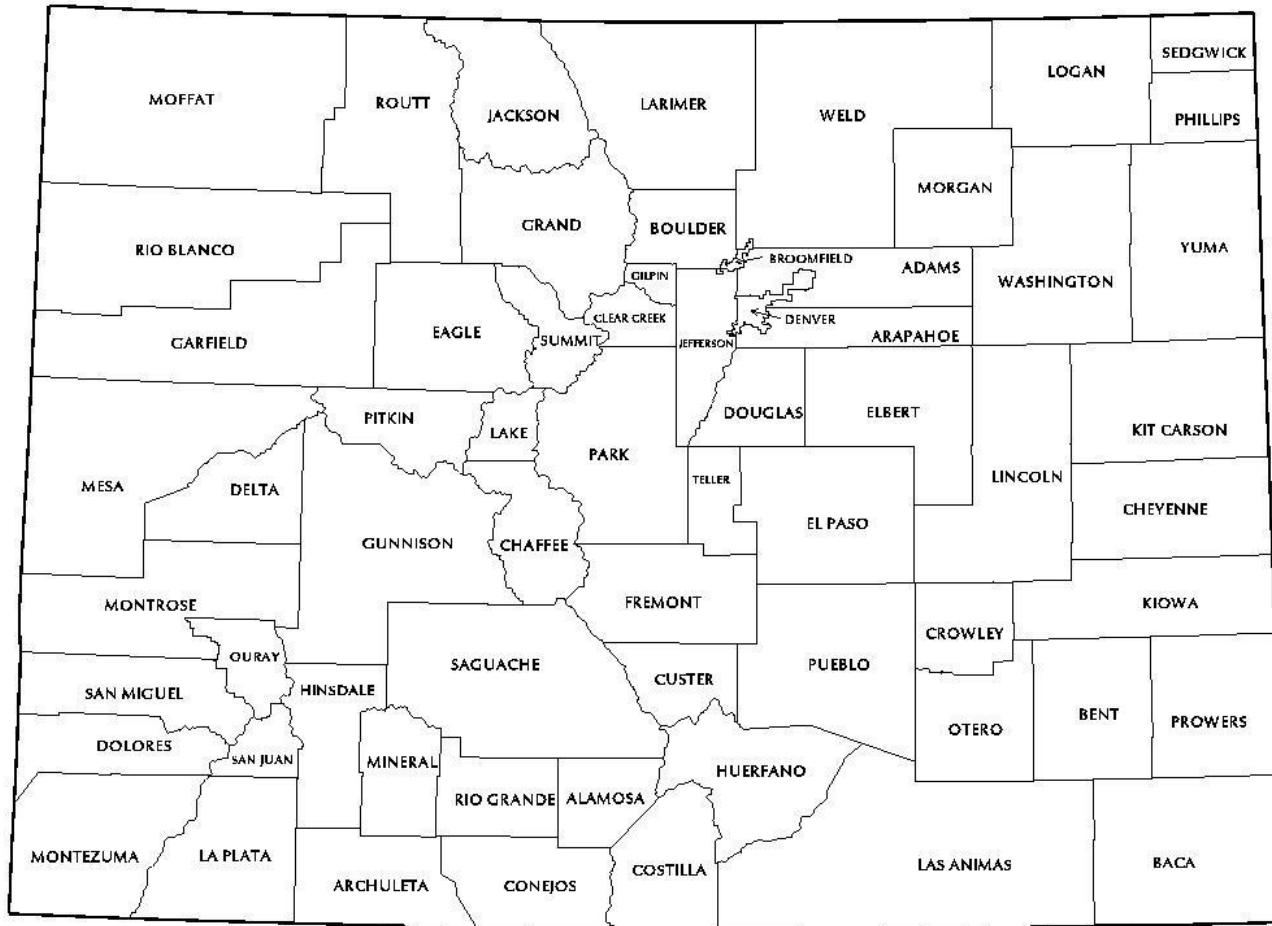 SEDGWICK
LOGAN
MOFFAT
ROUTT
LARIMER
JACKSON
WELD
PHILLIPS
MORGAN
GRAND
BOULDER
RIO BLANCO
YUMA
BROOMFIELD
ADAMS
GILPIN
WASHINGTON
CLEAR CREEK
DENVER
EAGLE
GARFIELD
SUMMIT
JEFFERSON
ARAPAHOE
PITKIN
DOUGLAS
ELBERT
LAKE
KIT CARSON
PARK
MESA
DELTA
TELLER
LINCOLN
CHEYENNE
EL PASO
GUNNISON
CHAFFEE
MONTROSE
FREMONT
KIOWA
CROWLEY
OURAY
SAGUACHE
PUEBLO
CUSTER
SAN MIGUEL
HINSDALE
BENT
PROWERS
OTERO
DOLORES
SAN JUAN
MINERAL
HUERFANO
RIO GRANDE
ALAMOSA
MONTEZUMA
LA PLATA
LAS ANIMAS
BACA
COSTILLA
ARCHULETA
CONEJOS